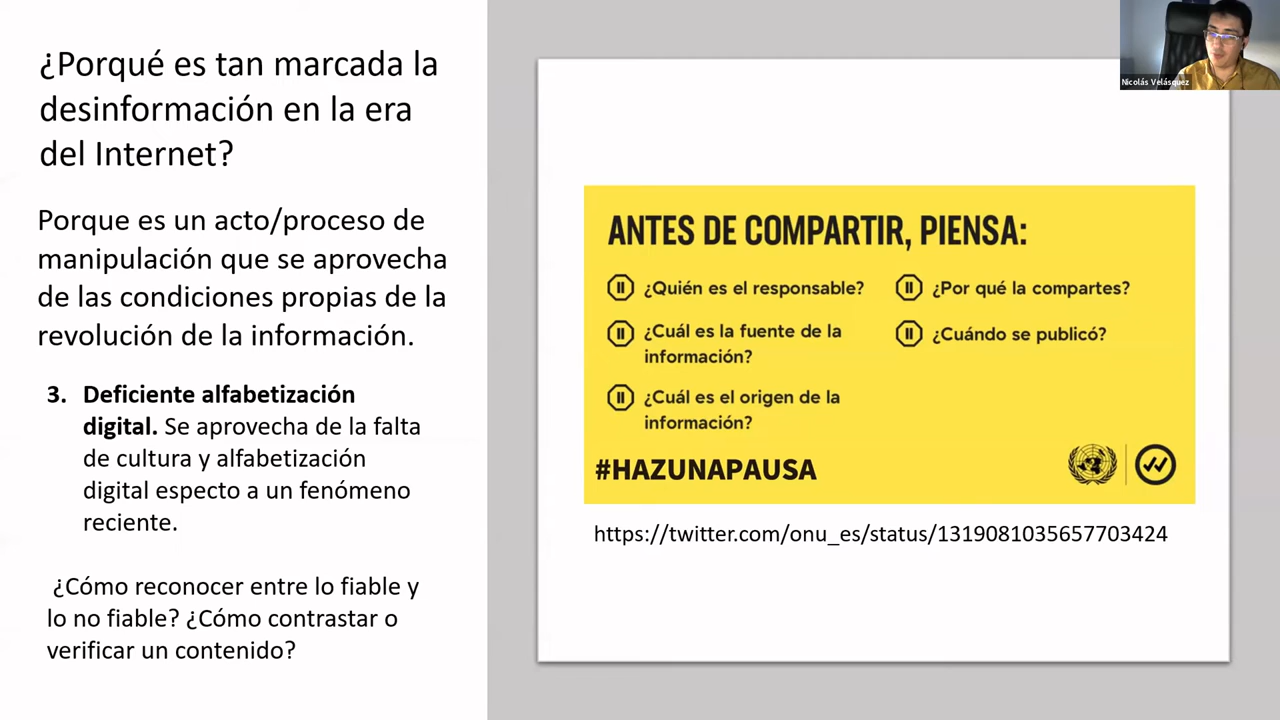 ¿Porqué es tan marcada la
desinformación en la era
del Internet?
Porque es un acto/proceso de
manipulación que se aprovecha
de las condiciones propias de la
revolución de la información.
3. Deficiente alfabetización
digital. Se aprovecha de la falta
de cultura y alfabetización
digital especto a un fenómeno
reciente.
¿Cómo reconocer entre lo fiable y
lo no fiable? ¿Cómo contrastar o
verificar un contenido?
ANTES DE COMPARTIR, PIENSA:
¿Quién es el responsable?
¿Cuál es la fuente de la
información?
¿Cuál es el origen de la
información?
¿Por qué la compartes?
¿Cuándo se publicó?
#HAZUNAPAUSA
https://twitter.com/onu_es/status/1319081035657703424
Nicolás Velásquez